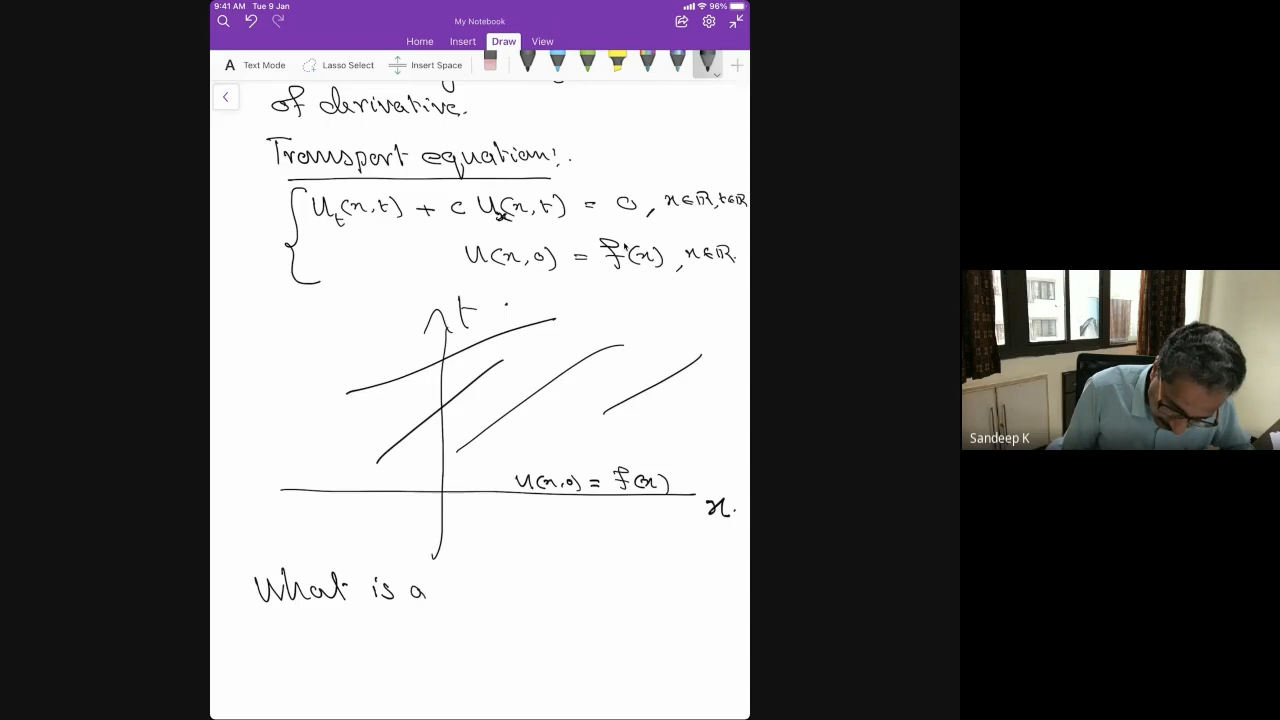 9:41 AM Tue 9 Jan
96%
My Notebook
Home Insert Draw View
A Text Mode Lasso Select Insert Space
of derivative.
Transport equation:.
U_t(x,t) + c U_x(x,t) = 0, x∈ℝ, t∈ℝ
U(x,0) = f(x), x∈ℝ.
t
U(x,0) = f(x)
x.
What is a
Sandeep K